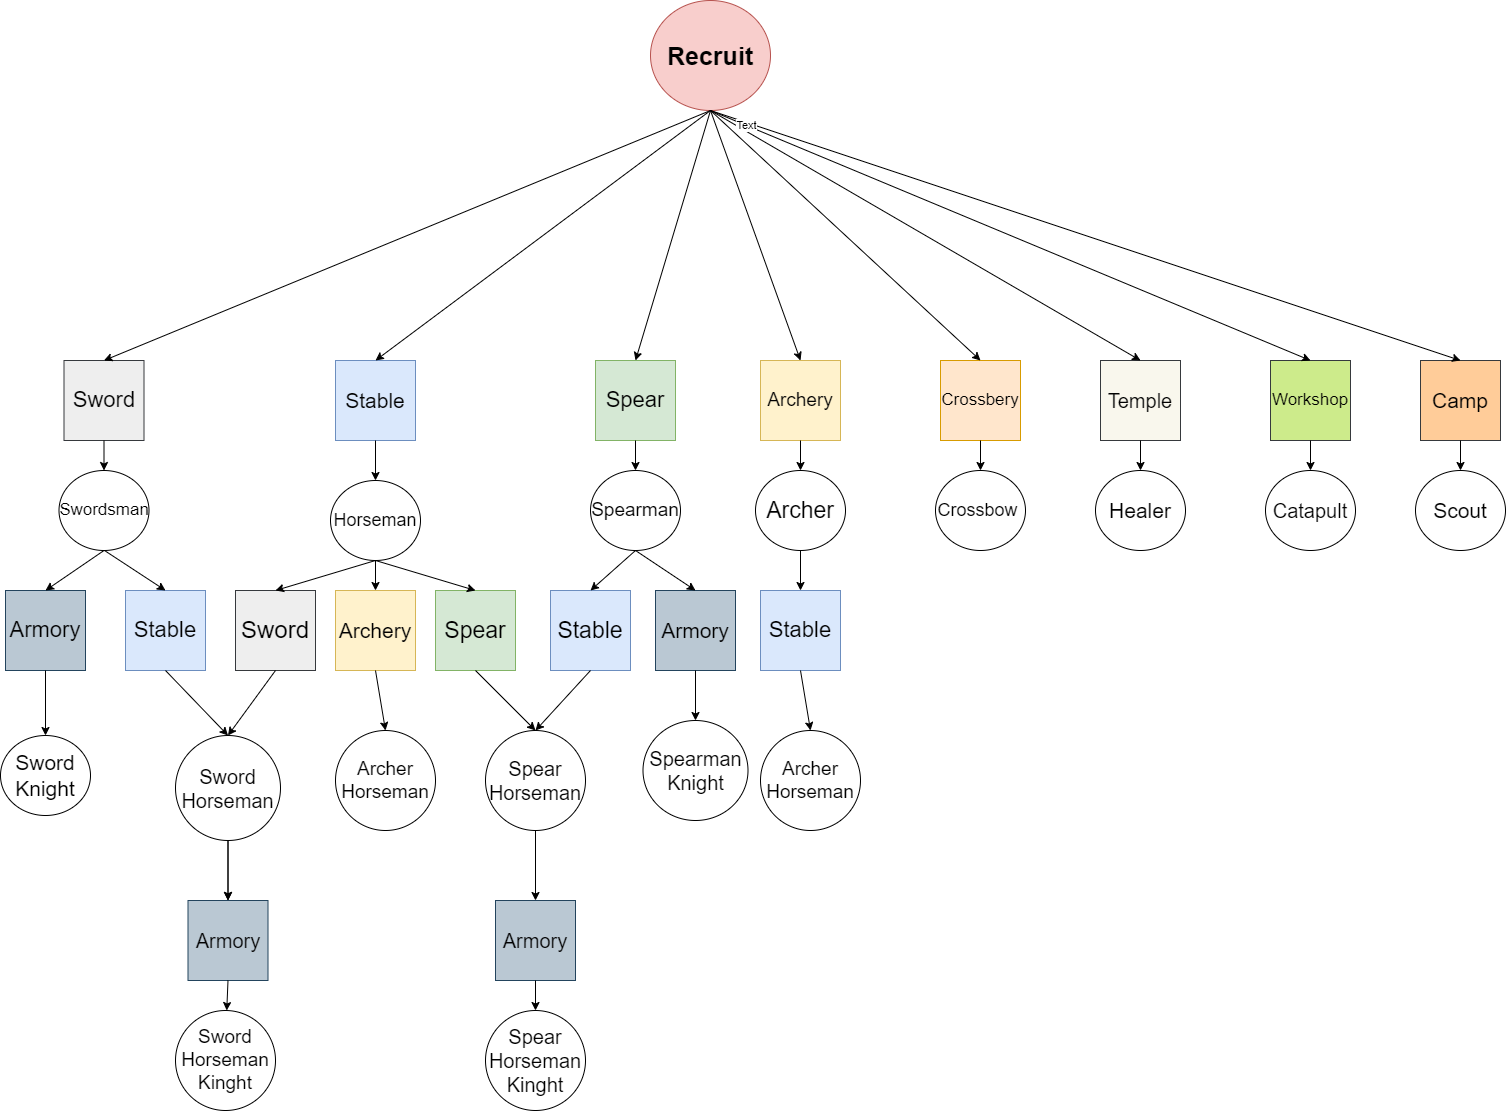 Recruit
Text
Sword
Stable
Spear
Archery
Crossbery
Temple
Workshop
Camp
Swordsman
Horseman
Spearman
Archer
Crossbow
Healer
Catapult
Scout
Armory
Stable
Sword
Archery
Spear
Stable
Armory
Stable
Sword
Knight
Sword
Horseman
Archer
Horseman
Spear
Horseman
Spearman
Knight
Archer
Horseman
Armory
Armory
Sword
Horseman
Kinght
Spear
Horseman
Kinght